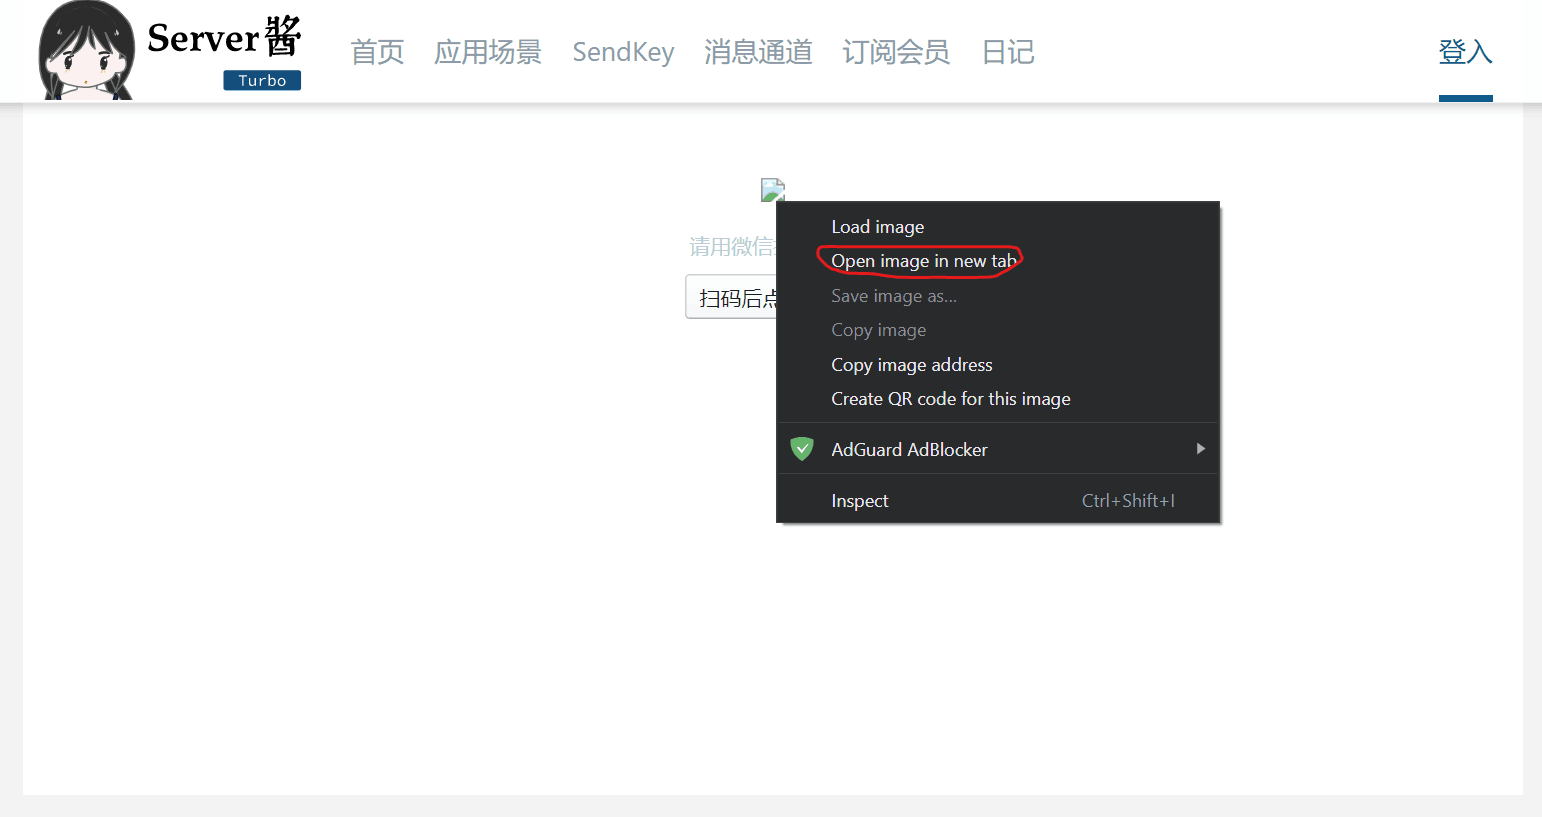 Server酱
Turbo
首页 应用场景 SendKey 消息通道 订阅会员 日记 登入
请用微信
扫码后点
Load image
Open image in new tab
Save image as...
Copy image
Copy image address
Create QR code for this image
AdGuard AdBlocker
Inspect Ctrl+Shift+I